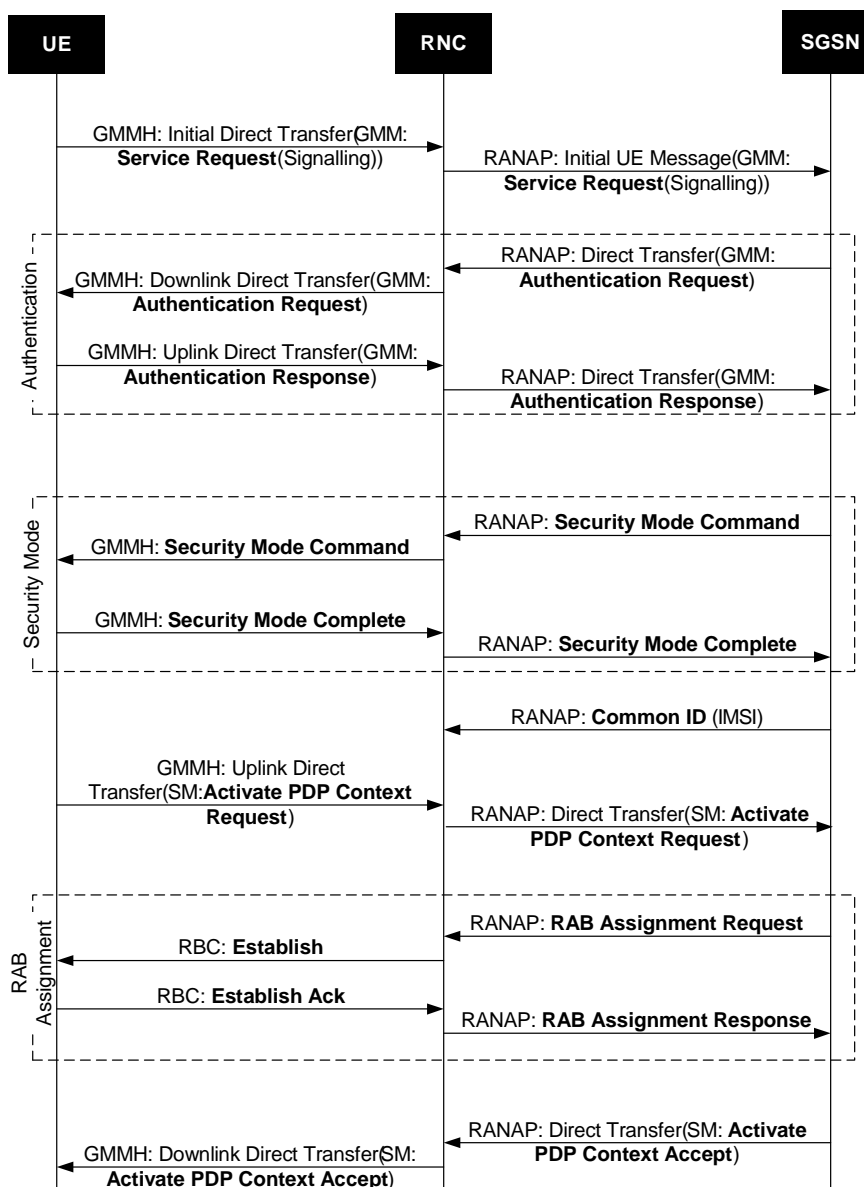 UE
RNC
SGSN
GMMH: Initial Direct Transfer(GMM:
Service Request(Signalling))
RANAP: Initial UE Message(GMM:
Service Request(Signalling))
Authentication
RANAP: Direct Transfer(GMM:
Authentication Request)
GMMH: Downlink Direct Transfer(GMM:
Authentication Request)
GMMH: Uplink Direct Transfer(GMM:
Authentication Response)
RANAP: Direct Transfer(GMM:
Authentication Response)
Security Mode
RANAP: Security Mode Command
GMMH: Security Mode Command
GMMH: Security Mode Complete
RANAP: Security Mode Complete
RANAP: Common ID (IMSI)
GMMH: Uplink Direct
Transfer(SM:Activate PDP Context
Request)
RANAP: Direct Transfer(SM: Activate
PDP Context Request)
RAB
Assignment
RANAP: RAB Assignment Request
RBC: Establish
RBC: Establish Ack
RANAP: RAB Assignment Response
RANAP: Direct Transfer(SM: Activate
PDP Context Accept)
GMMH: Downlink Direct Transfer(SM:
Activate PDP Context Accept)